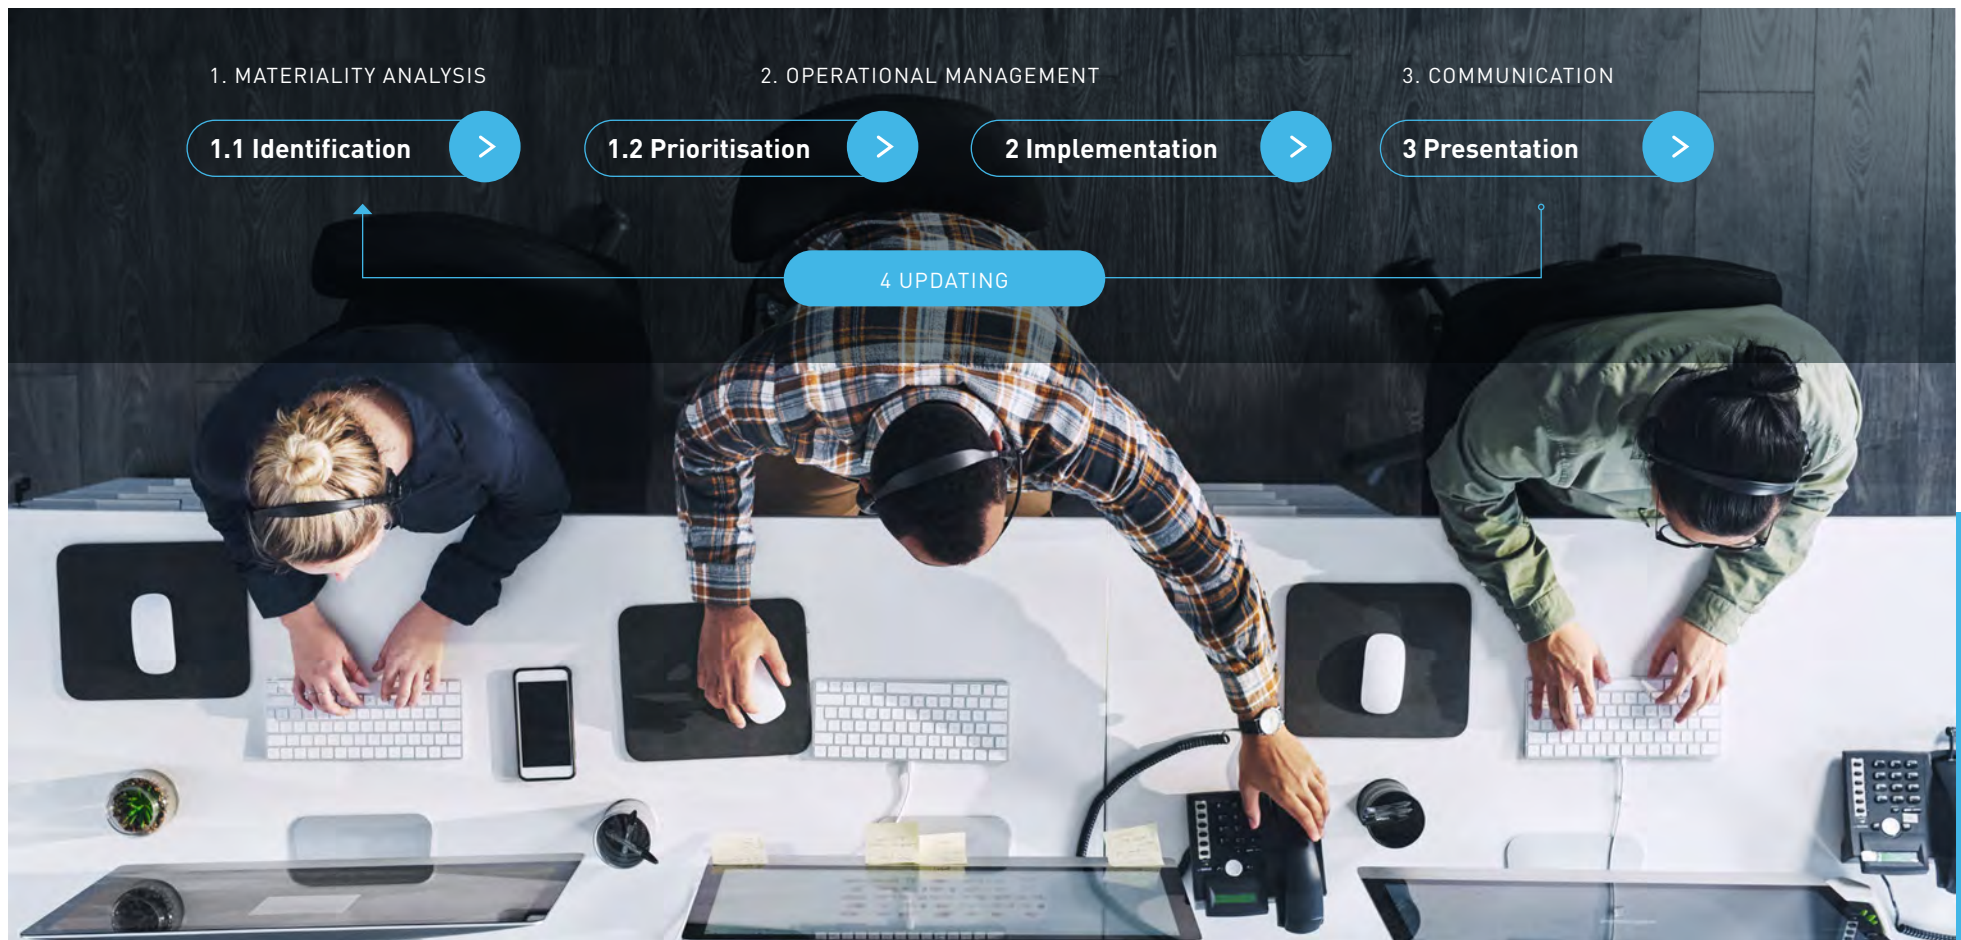 1. MATERIALITY ANALYSIS
2. OPERATIONAL MANAGEMENT
3. COMMUNICATION
1.1 Identification
1.2 Prioritisation
2 Implementation
3 Presentation
4 UPDATING